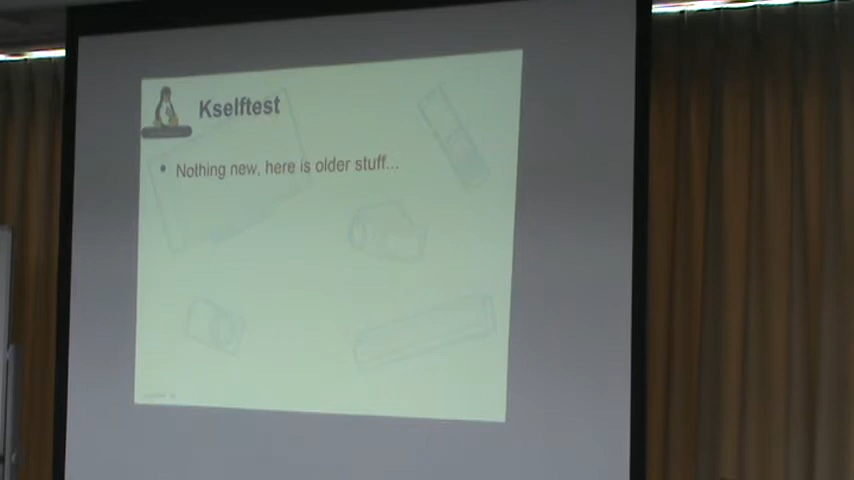 Kselftest
• Nothing new, here is older stuff...